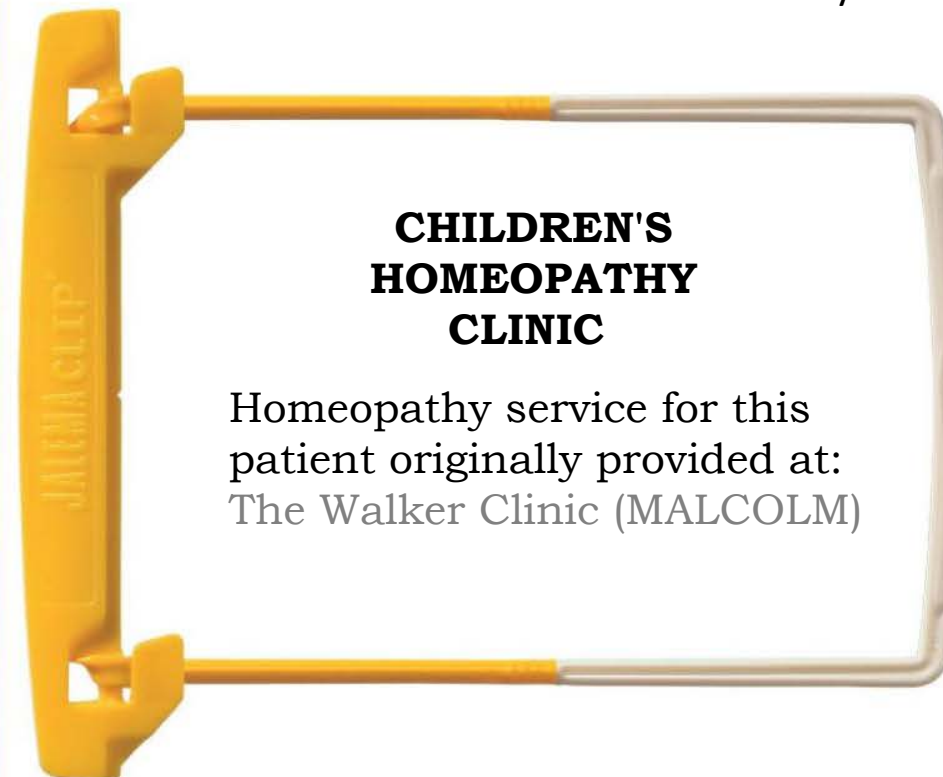 CHILDREN'S
HOMEOPATHY
CLINIC
Homeopathy service for this
patient originally provided at:
The Walker Clinic (MALCOLM)
JALEMA CLIP